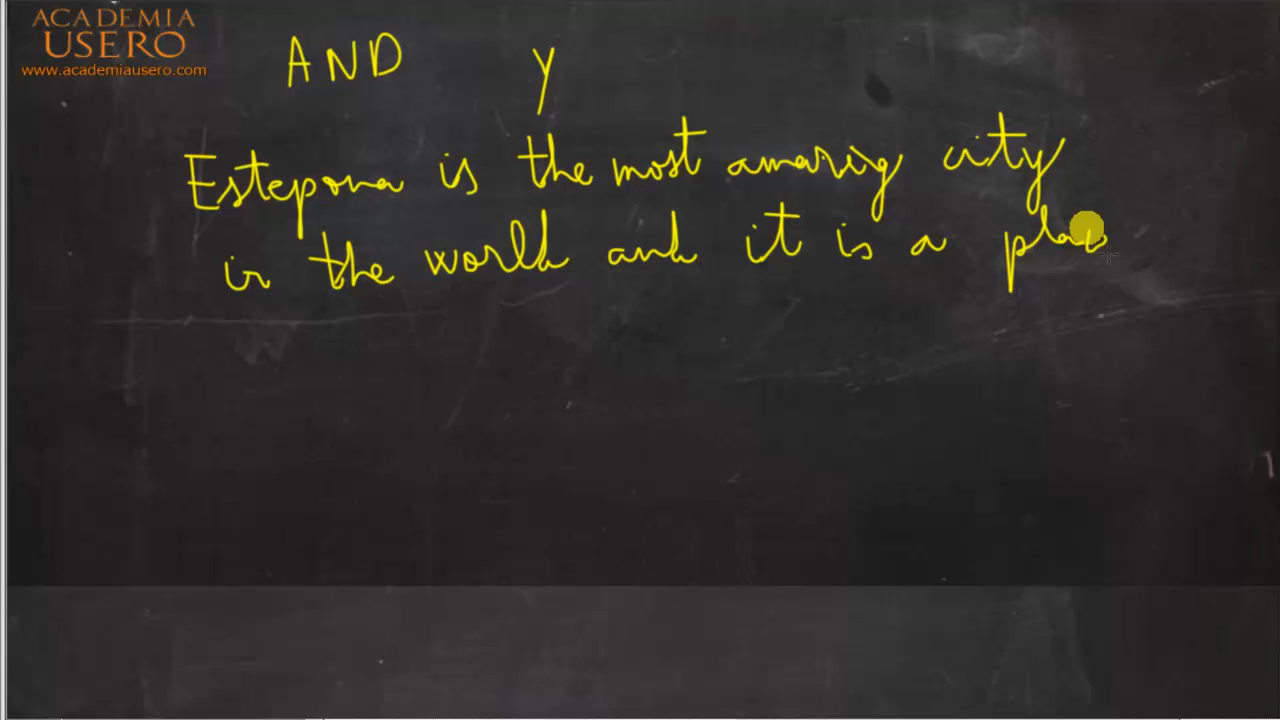 ACADEMIA
USERO
www.academiausero.com
AND y
Estepona is the most amazing city
in the world and it is a